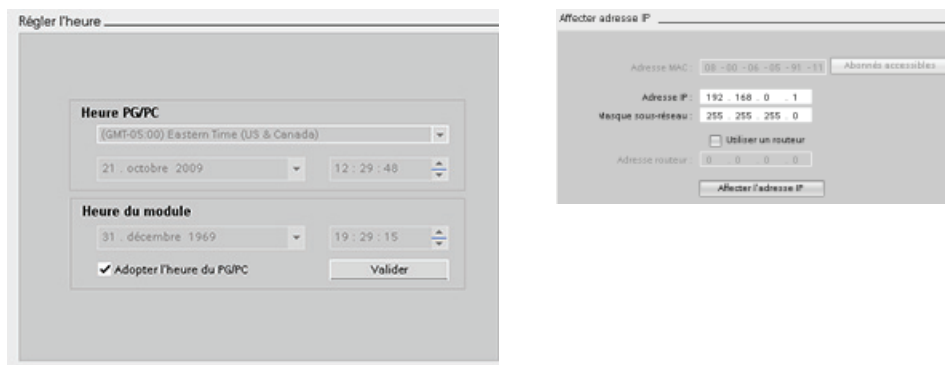 Régler l'heure
Heure PG/PC
(GMT-05:00) Eastern Time (US & Canada)
21 . octobre 2009
12 : 29 : 48
Heure du module
31 . décembre 1969
19 : 29 : 15
Adopter l'heure du PG/PC
Valider
Affecter adresse IP
Adresse MAC :
08 -00 -06 -05 -91 -11
Abonnés accessibles
Adresse IP :
192 . 168 . 0 . 1
Masque sous-réseau :
255 . 255 . 255 . 0
Utiliser un routeur
Adresse routeur :
0 . 0 . 0 . 0
Affecter l'adresse IP